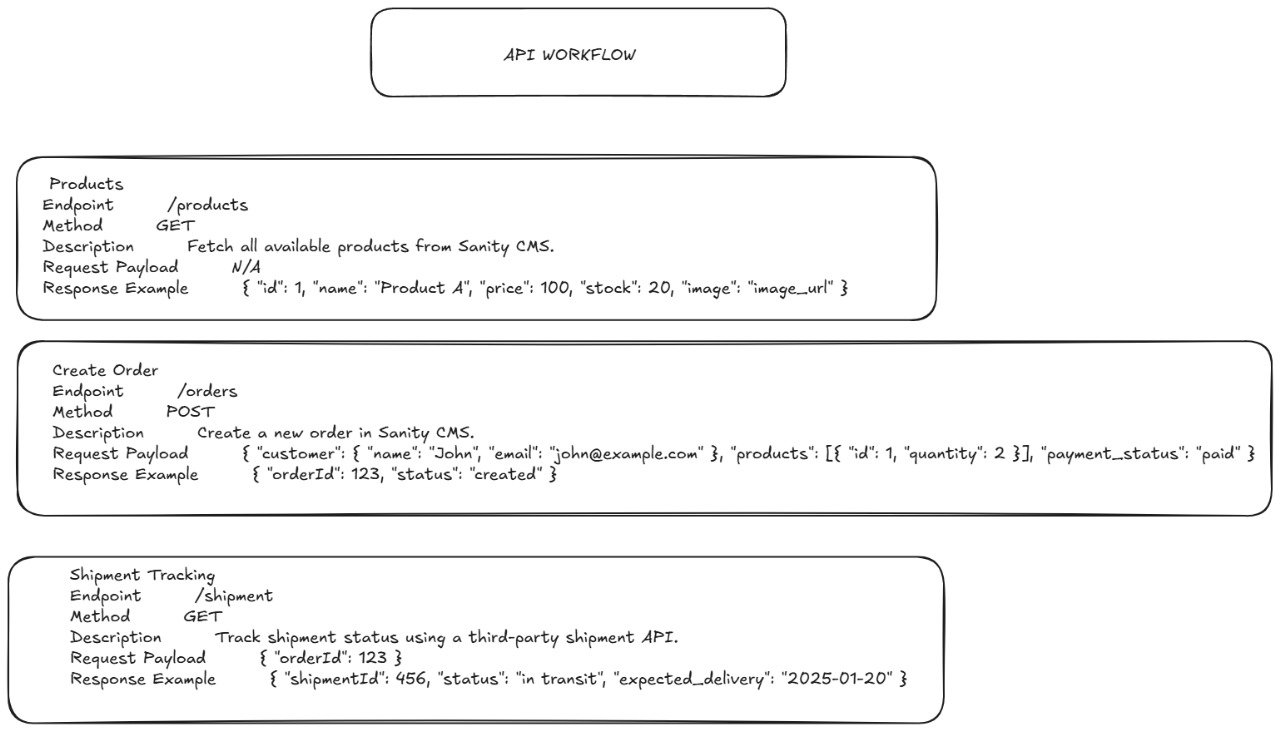 API WORKFLOW
Products
Endpoint /products
Method GET
Description Fetch all available products from Sanity CMS.
Request Payload N/A
Response Example { "id": 1, "name": "Product A", "price": 100, "stock": 20, "image": "image_url" }
Create Order
Endpoint /orders
Method POST
Description Create a new order in Sanity CMS.
Request Payload { "customer": { "name": "John", "email": "john@example.com" }, "products": [{ "id": 1, "quantity": 2 }], "payment_status": "paid" }
Response Example { "orderId": 123, "status": "created" }
Shipment Tracking
Endpoint /shipment
Method GET
Description Track shipment status using a third-party shipment API.
Request Payload { "orderId": 123 }
Response Example { "shipmentId": 456, "status": "in transit", "expected_delivery": "2025-01-20" }